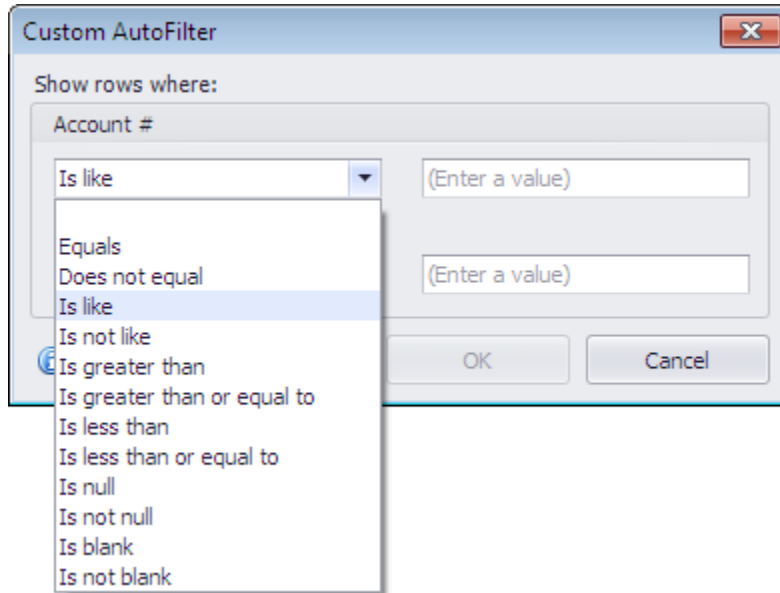 Custom AutoFilter
Show rows where:
Account #
Is like
(Enter a value)
Equals
Does not equal
(Enter a value)
Is like
Is not like
Is greater than
OK
Cancel
Is greater than or equal to
Is less than
Is less than or equal to
Is null
Is not null
Is blank
Is not blank